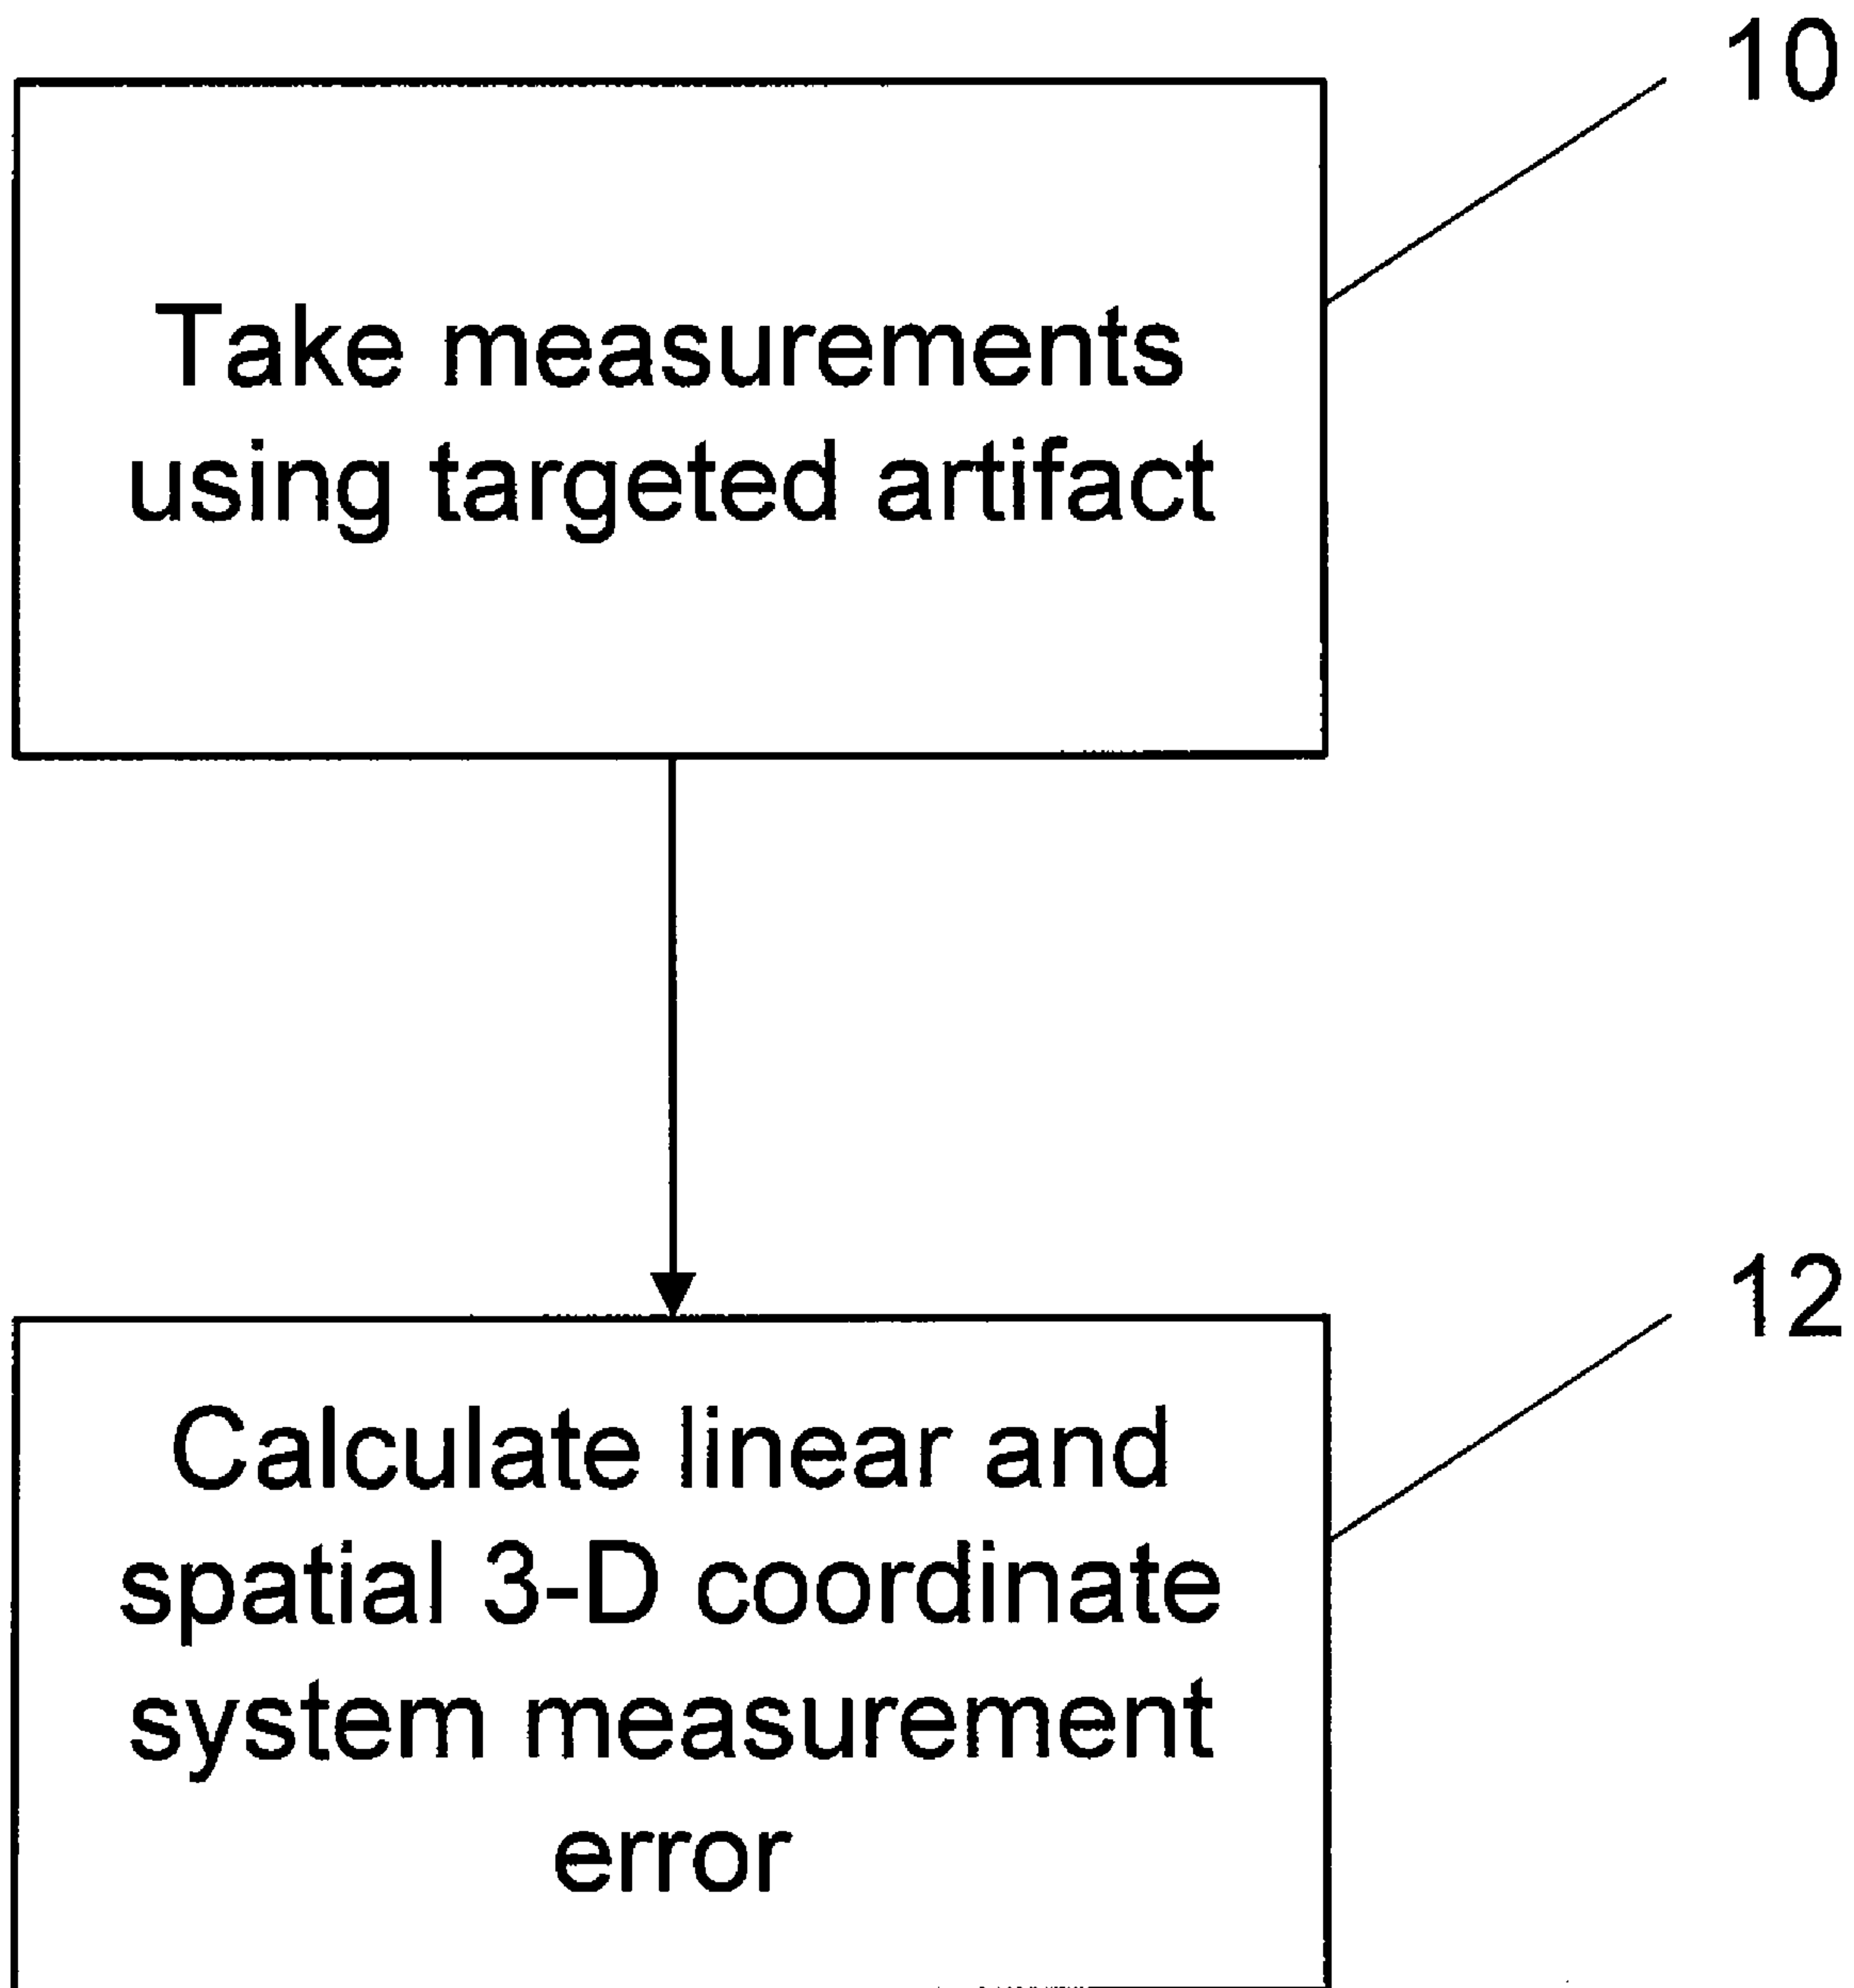 10
Take measurements
using targeted artifact
12
Calculate linear and
spatial 3-D coordinate
system measurement
error